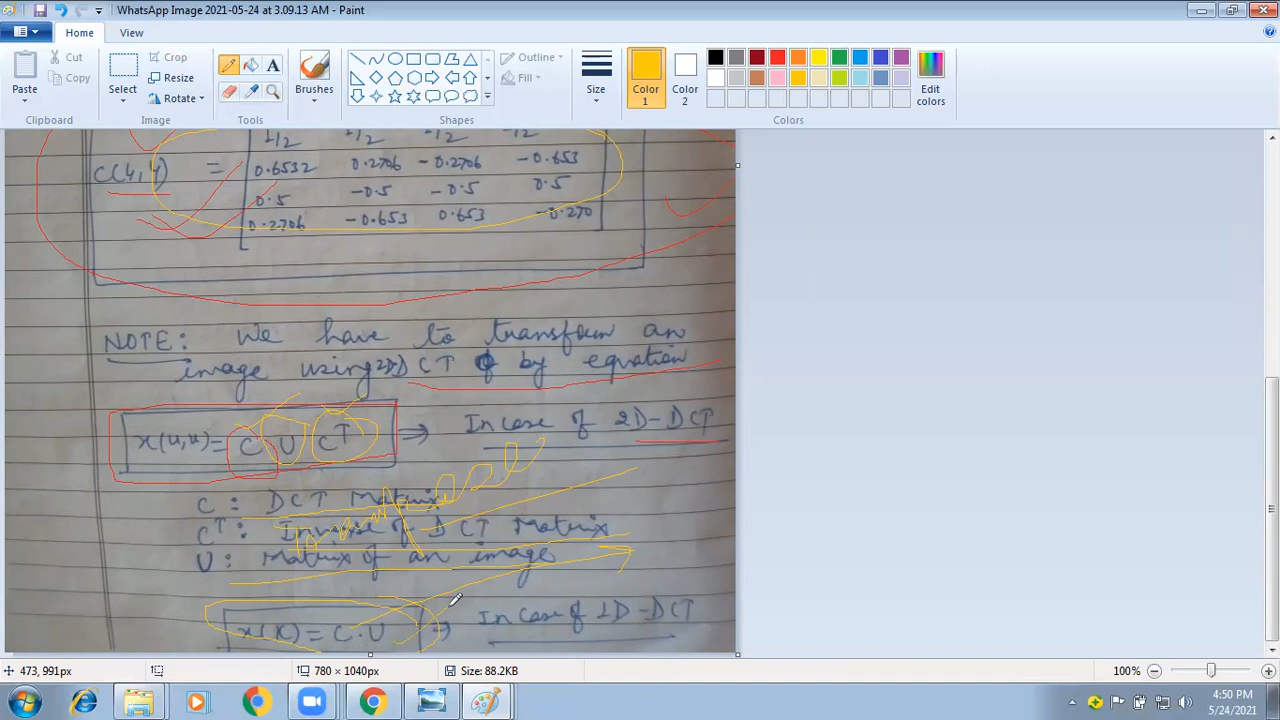 WhatsApp Image 2021-05-24 at 3.09.13 AM - Paint
Home View
Paste
Cut
Copy
Clipboard
Select
Crop
Resize
Rotate
Image
Tools
Brushes
Shapes
Outline
Fill
Size
Color 1
Color 2
Colors
Edit colors
1/2 1/2 1/2 1/2
C(4,4) = 0.6532 0.2706 -0.2706 -0.653
0.5 -0.5 -0.5 0.5
0.2706 -0.653 0.653 -0.270
NOTE: We have to transform an
image using 2D DCT by equation
x(u,u)= C U C^T ⇒ In case of 2D-DCT
C : DCT Matrix
C^T: Inverse of DCT Matrix
U: Matrix of an image
x(K) = C.U → In case of 1D-DCT
473, 991px
780 × 1040px
Size: 88.2KB
100%
4:50 PM
5/24/2021